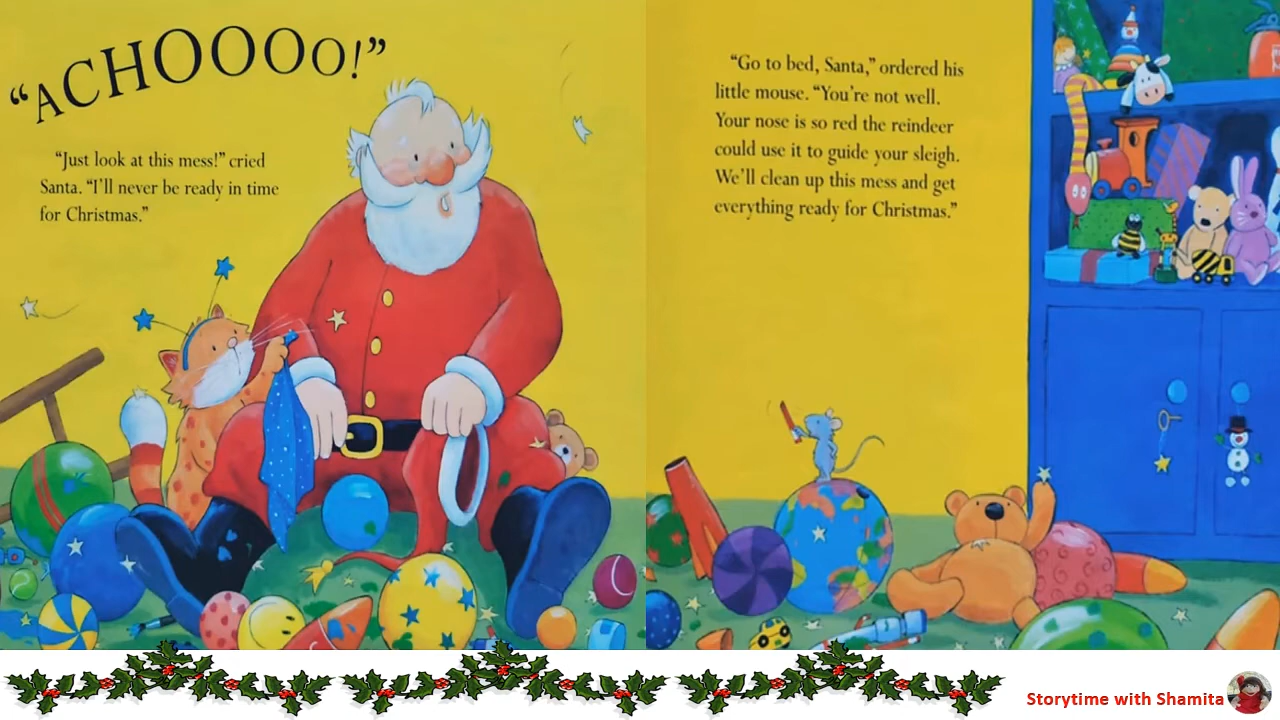 “ACHOOOO!”
“Just look at this mess!” cried
Santa. “I’ll never be ready in time
for Christmas.”
“Go to bed, Santa,” ordered his
little mouse. “You’re not well.
Your nose is so red the reindeer
could use it to guide your sleigh.
We’ll clean up this mess and get
everything ready for Christmas.”
Storytime with Shamita